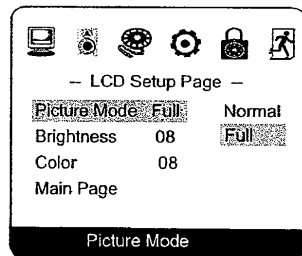 – LCD Setup Page –
Picture Mode Full Normal
Brightness 08 Full
Color 08
Main Page
Picture Mode